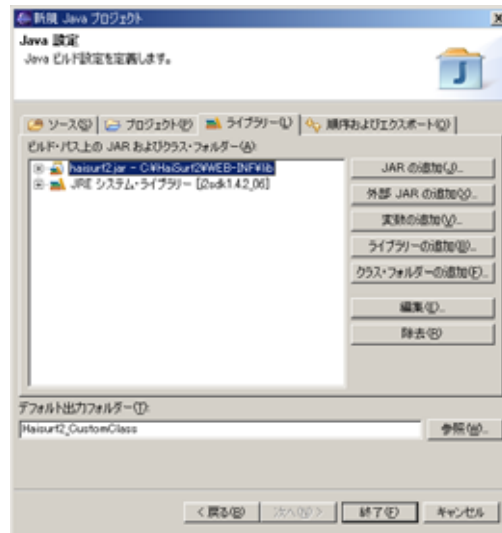 新規 Java プロジェクト
Java 設定
Java ビルド設定を定義します。
ソース(S) プロジェクト(P) ライブラリー(L) 順序およびエクスポート(O)
ビルド・パス上の JAR およびクラス・フォルダー(A):
haisurf2.jar - C:¥HaiSurf2¥WEB-INF¥lib
JRE システム・ライブラリー [j2sdk1.4.2_06]
JAR の追加(J)...
外部 JAR の追加(X)...
変数の追加(V)...
ライブラリーの追加(B)...
クラス・フォルダーの追加(F)...
編集(E)...
除去(R)
デフォルト出力フォルダー(T):
Haisurf2_CustomClass
参照(W)...
< 戻る(B)
次へ(N) >
終了(F)
キャンセル